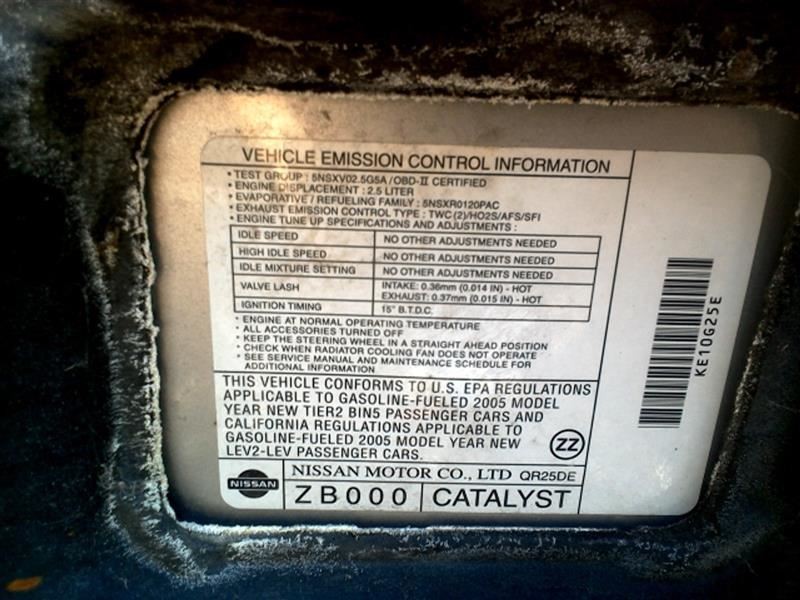 VEHICLE EMISSION CONTROL INFORMATION
• TEST GROUP : 5NSXV02.5G5A / OBD-II CERTIFIED
• ENGINE DISPLACEMENT : 2.5 LITER
• EVAPORATIVE / REFUELING FAMILY : 5NSXR0120PAC
• EXHAUST EMISSION CONTROL TYPE : TWC(2)/HO2S/AFS/SFI
• ENGINE TUNE UP SPECIFICATIONS AND ADJUSTMENTS :
IDLE SPEED NO OTHER ADJUSTMENTS NEEDED
HIGH IDLE SPEED NO OTHER ADJUSTMENTS NEEDED
IDLE MIXTURE SETTING NO OTHER ADJUSTMENTS NEEDED
VALVE LASH INTAKE: 0.36mm (0.014 IN) - HOT
EXHAUST: 0.37mm (0.015 IN) - HOT
IGNITION TIMING 15° B.T.D.C.
• ENGINE AT NORMAL OPERATING TEMPERATURE
• ALL ACCESSORIES TURNED OFF
• KEEP THE STEERING WHEEL IN A STRAIGHT AHEAD POSITION
• CHECK WHEN RADIATOR COOLING FAN DOES NOT OPERATE
• SEE SERVICE MANUAL AND MAINTENANCE SCHEDULE FOR
ADDITIONAL INFORMATION
THIS VEHICLE CONFORMS TO U.S. EPA REGULATIONS
APPLICABLE TO GASOLINE-FUELED 2005 MODEL
YEAR NEW TIER2 BIN5 PASSENGER CARS AND
CALIFORNIA REGULATIONS APPLICABLE TO
GASOLINE-FUELED 2005 MODEL YEAR NEW
LEV2-LEV PASSENGER CARS.
ZZ
NISSAN
NISSAN MOTOR CO., LTD QR25DE
ZB000 CATALYST
KE10G25E